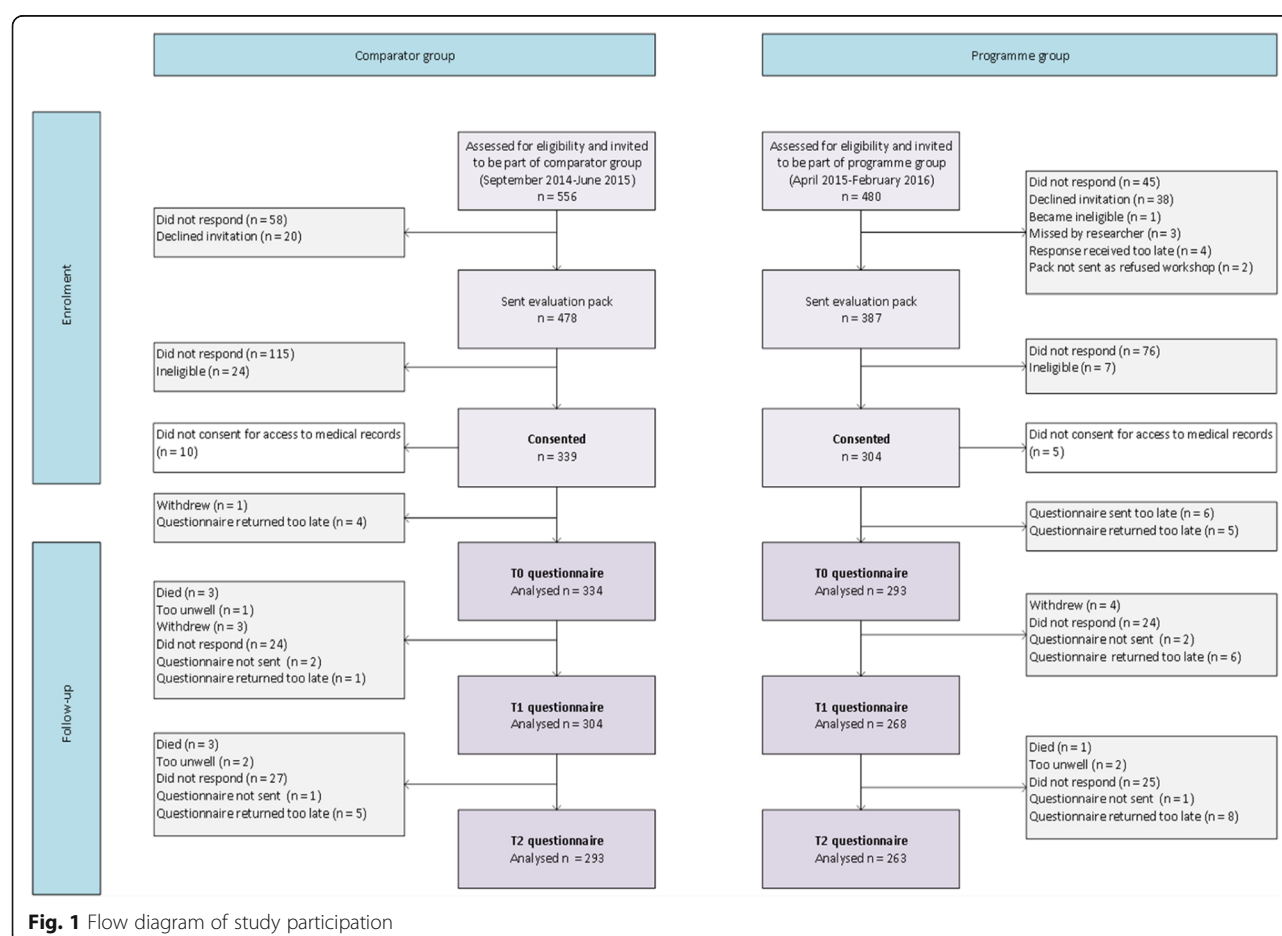 Comparator group
Programme group
Enrolment
Assessed for eligibility and invited
to be part of comparator group
(September 2014-June 2015)
n = 556
Assessed for eligibility and invited
to be part of programme group
(April 2015-February 2016)
n = 480
Did not respond (n = 58)
Declined invitation (n = 20)
Did not respond (n = 45)
Declined invitation (n = 38)
Became ineligible (n = 1)
Missed by researcher (n = 3)
Response received too late (n = 4)
Pack not sent as refused workshop (n = 2)
Sent evaluation pack
n = 478
Sent evaluation pack
n = 387
Did not respond (n = 115)
Ineligible (n = 24)
Did not respond (n = 76)
Ineligible (n = 7)
Did not consent for access to medical records
(n = 10)
Consented
n = 339
Consented
n = 304
Did not consent for access to medical records
(n = 5)
Withdrew (n = 1)
Questionnaire returned too late (n = 4)
Questionnaire sent too late (n = 6)
Questionnaire returned too late (n = 5)
Follow-up
T0 questionnaire
Analysed n = 334
T0 questionnaire
Analysed n = 293
Died (n = 3)
Too unwell (n = 1)
Withdrew (n = 3)
Did not respond (n = 24)
Questionnaire not sent (n = 2)
Questionnaire returned too late (n = 1)
Withdrew (n = 4)
Did not respond (n = 24)
Questionnaire not sent (n = 2)
Questionnaire returned too late (n = 6)
T1 questionnaire
Analysed n = 304
T1 questionnaire
Analysed n = 268
Died (n = 3)
Too unwell (n = 2)
Did not respond (n = 27)
Questionnaire not sent (n = 1)
Questionnaire returned too late (n = 5)
Died (n = 1)
Too unwell (n = 2)
Did not respond (n = 25)
Questionnaire not sent (n = 1)
Questionnaire returned too late (n = 8)
T2 questionnaire
Analysed n = 293
T2 questionnaire
Analysed n = 263
Fig. 1 Flow diagram of study participation